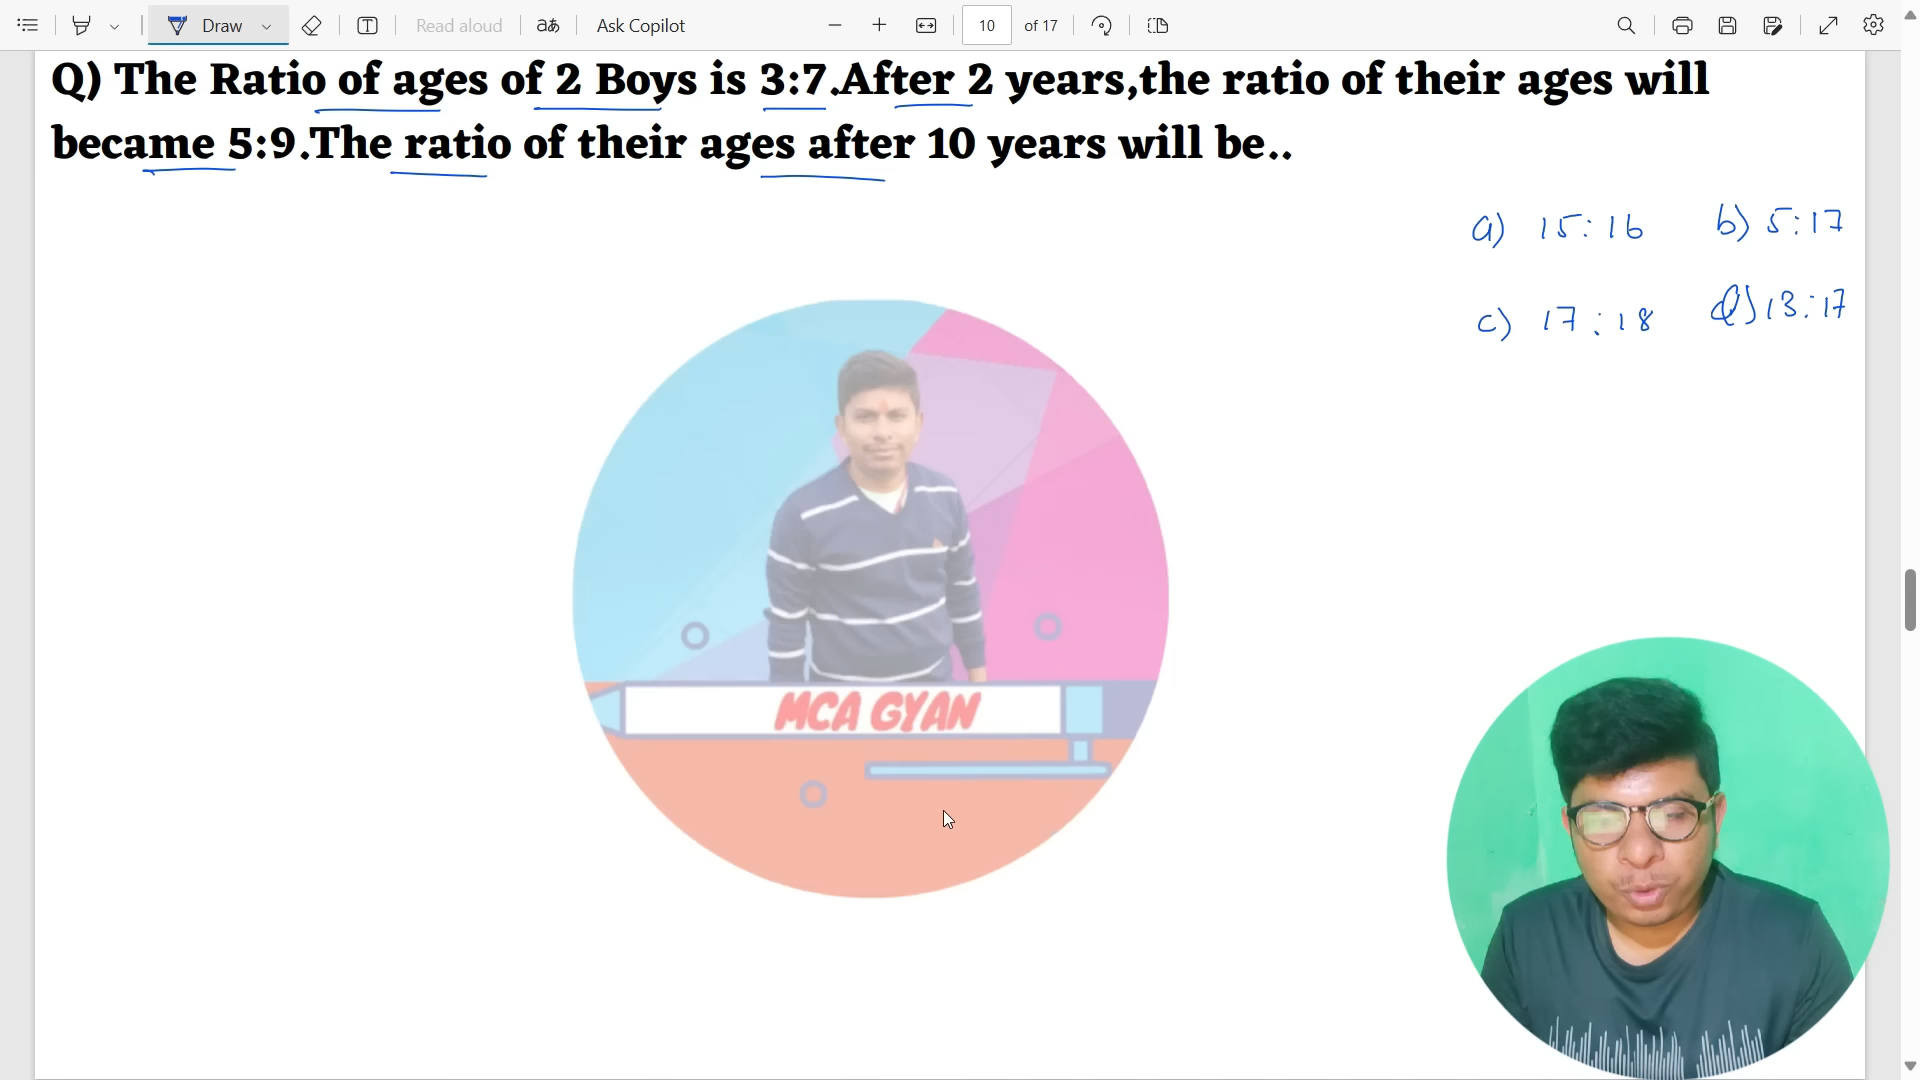 Draw
Read aloud
aあ
Ask Copilot
10
of 17
Q) The Ratio of ages of 2 Boys is 3:7.After 2 years,the ratio of their ages will
became 5:9.The ratio of their ages after 10 years will be..
a) 15:16 b) 5:17
c) 17:18 d) 13:17
MCA GYAN